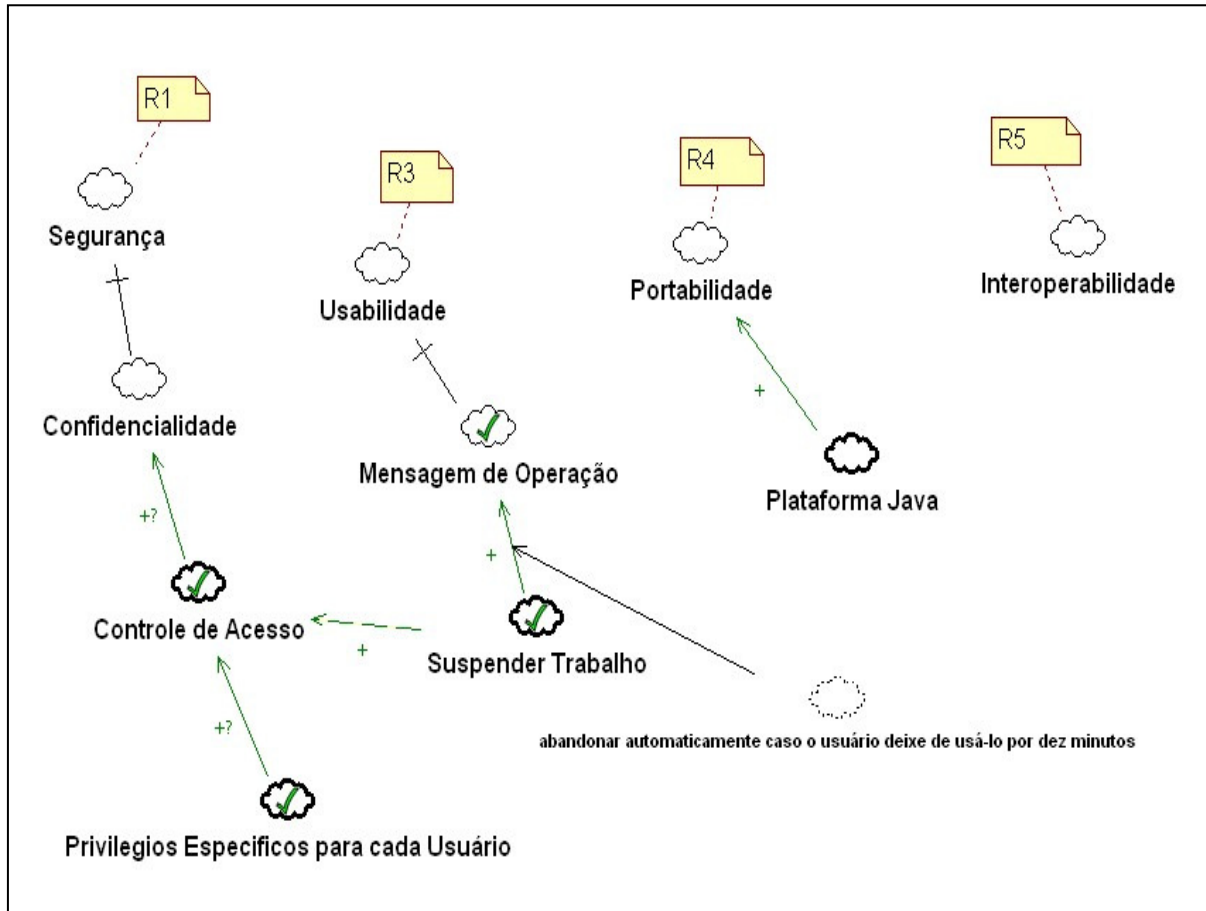 R1
R3
R4
R5
Segurança
Usabilidade
Portabilidade
Interoperabilidade
Confidencialidade
+
Mensagem de Operação
Plataforma Java
+?
+
Controle de Acesso
+
Suspender Trabalho
+?
abandonar automaticamente caso o usuário deixe de usá-lo por dez minutos
Privilegios Especificos para cada Usuário